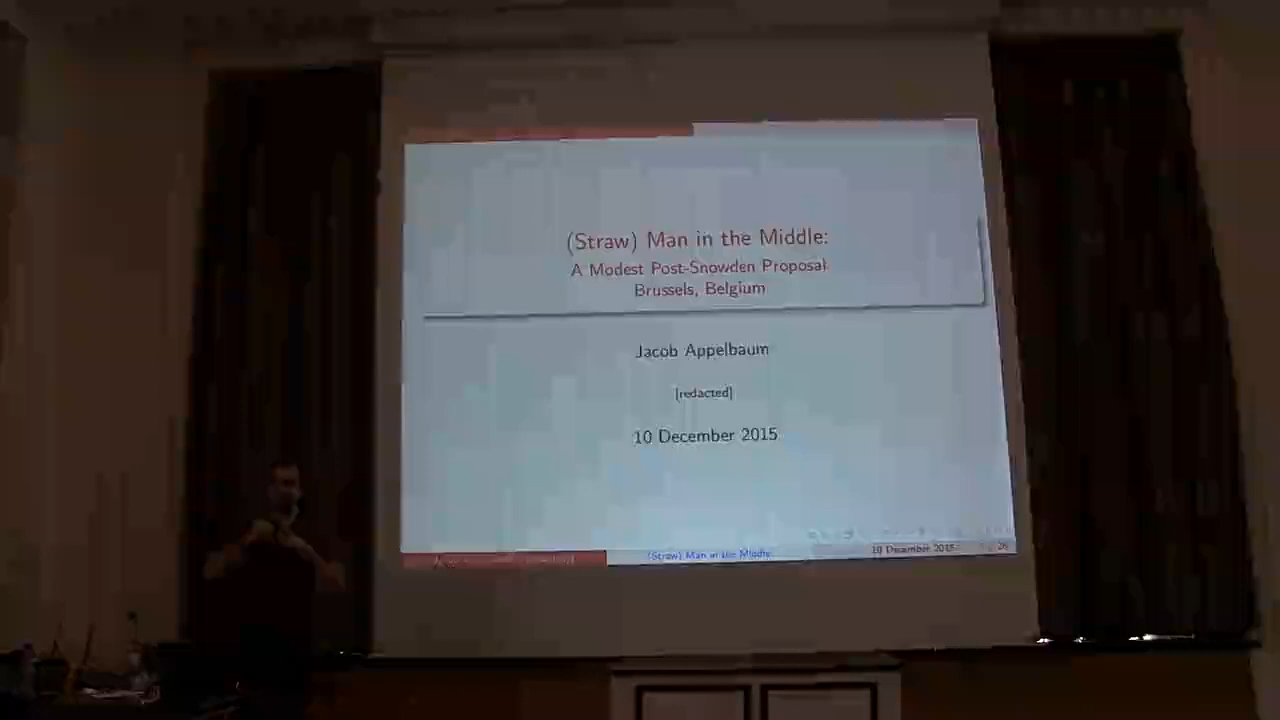 (Straw) Man in the Middle:
A Modest Post-Snowden Proposal
Brussels, Belgium
Jacob Appelbaum
[redacted]
10 December 2015
(Straw) Man in the Middle:
10 December 2015
26